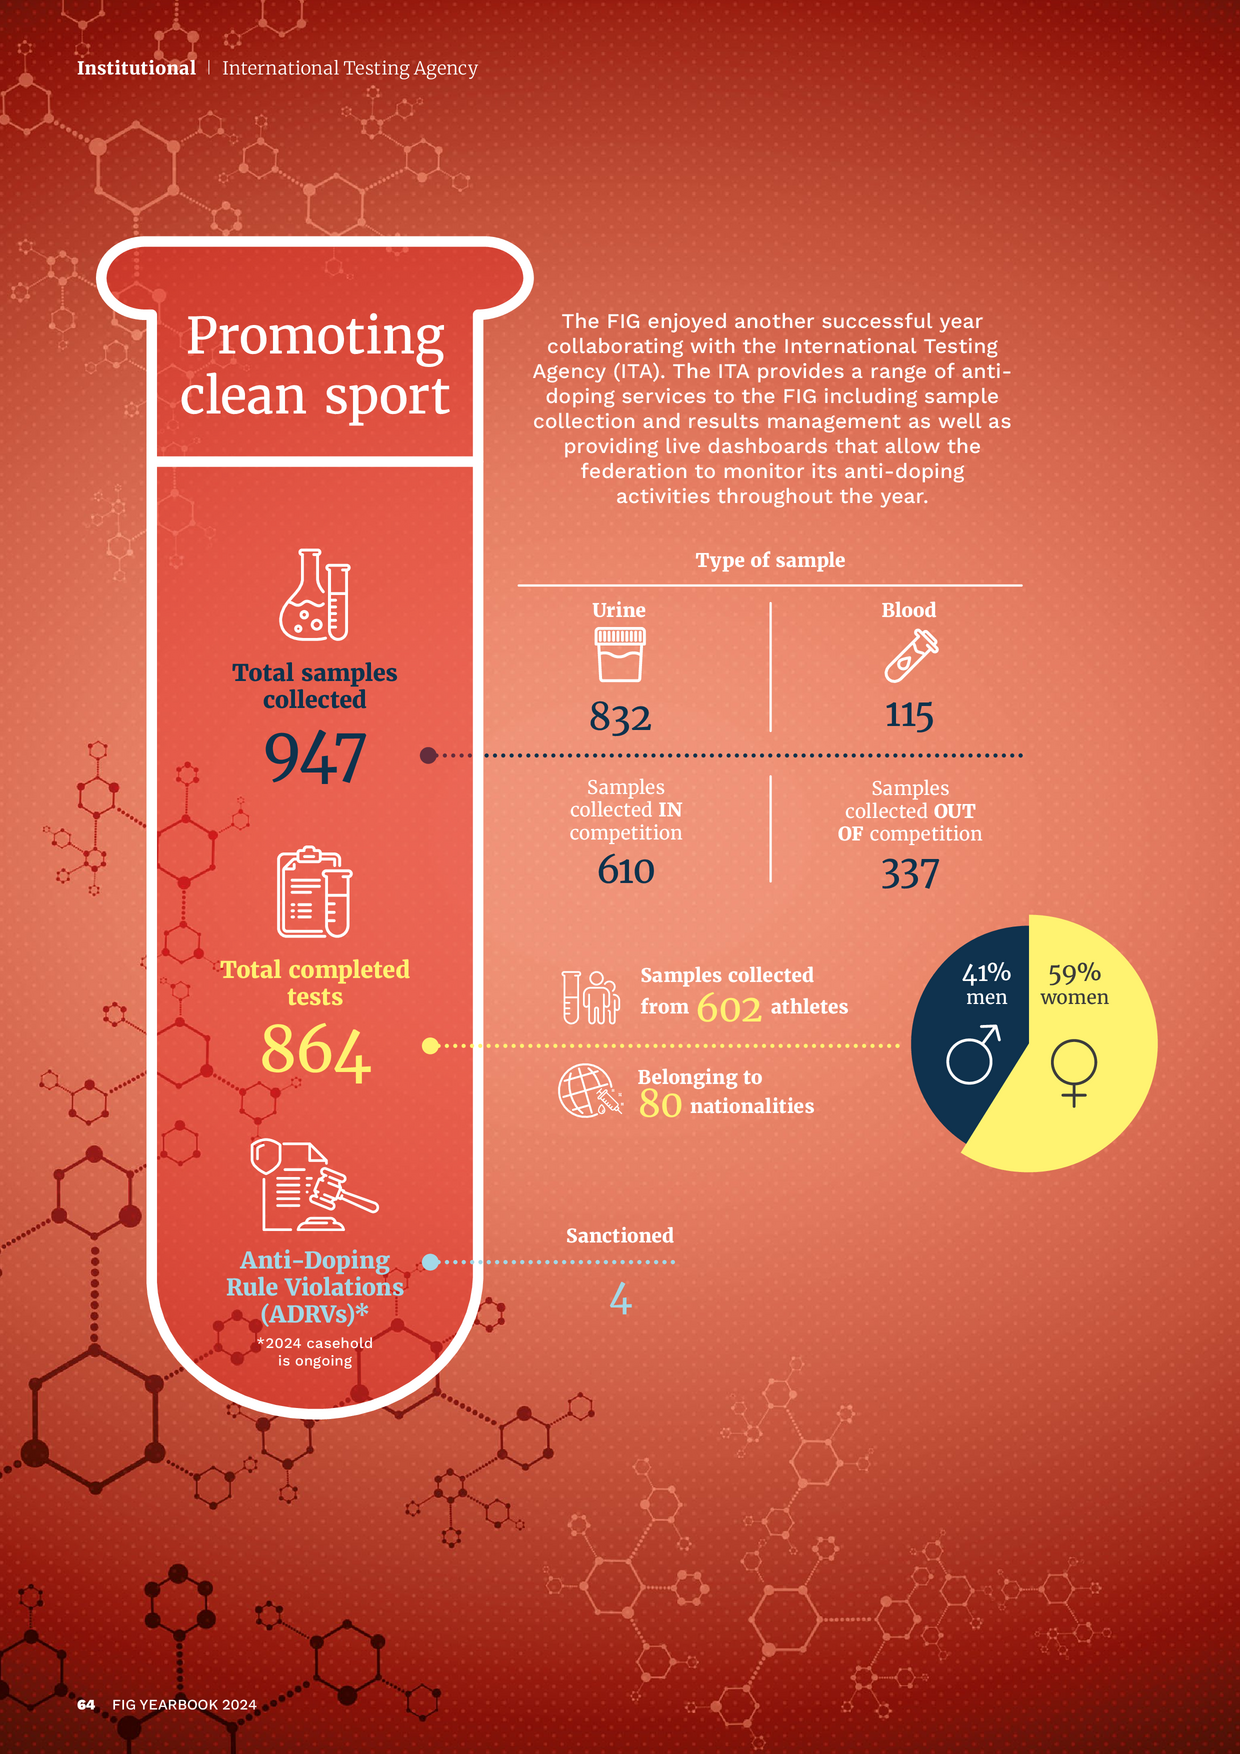 Institutional | International Testing Agency
Promoting
clean sport
The FIG enjoyed another successful year
collaborating with the International Testing
Agency (ITA). The ITA provides a range of anti-
doping services to the FIG including sample
collection and results management as well as
providing live dashboards that allow the
federation to monitor its anti-doping
activities throughout the year.
Total samples
collected
947
Type of sample
Urine
832
Blood
115
Samples
collected IN
competition
610
Samples
collected OUT
OF competition
337
Total completed
tests
864
Samples collected
from 602 athletes
Belonging to
80 nationalities
41%
men
59%
women
Anti-Doping
Rule Violations
(ADRVs)*
*2024 casehold
is ongoing
Sanctioned
4
64 FIG YEARBOOK 2024